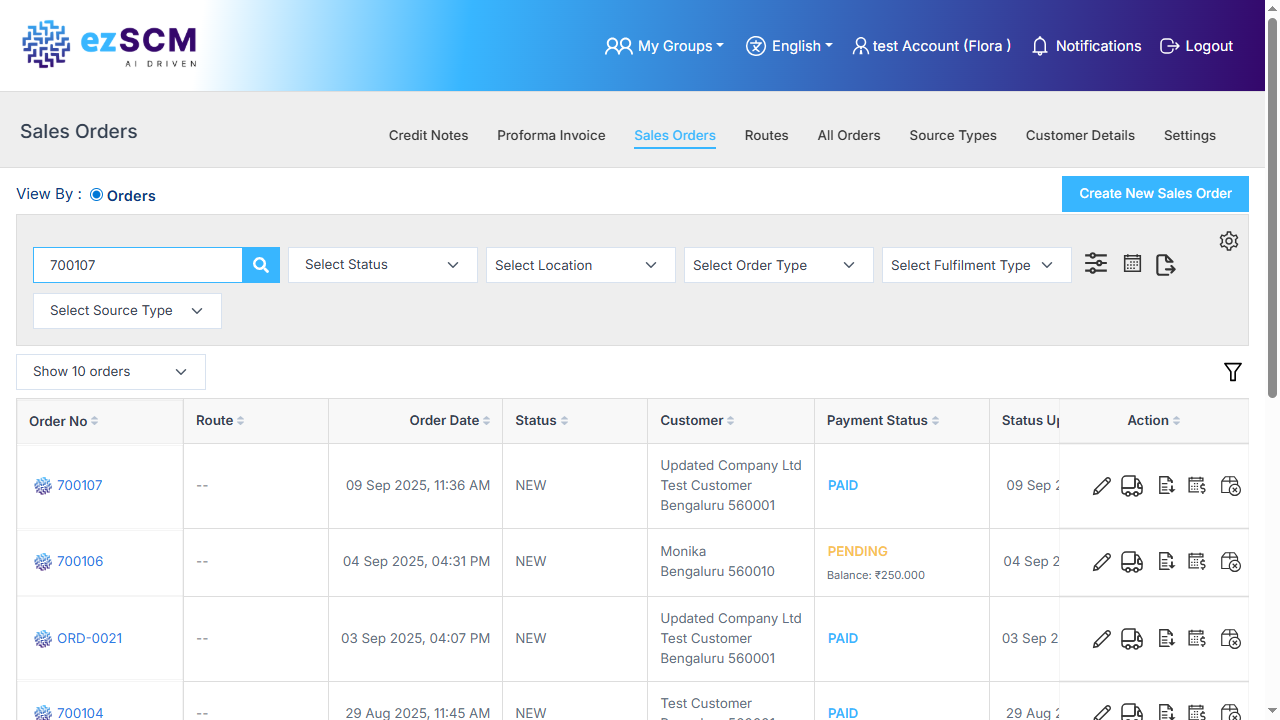 ezSCM
AI DRIVEN
My Groups
English
test Account (Flora )
Notifications
Logout
Sales Orders
Credit Notes
Proforma Invoice
Sales Orders
Routes
All Orders
Source Types
Customer Details
Settings
View By :
Orders
Create New Sales Order
700107
Select Status
Select Location
Select Order Type
Select Fulfilment Type
Select Source Type
Show 10 orders
Order No
Route
Order Date
Status
Customer
Payment Status
Status Up
Action
700107
--
09 Sep 2025, 11:36 AM
NEW
Updated Company Ltd
Test Customer
Bengaluru 560001
PAID
09 Sep 2
700106
--
04 Sep 2025, 04:31 PM
NEW
Monika
Bengaluru 560010
PENDING
Balance: ₹250.000
04 Sep 2
ORD-0021
--
03 Sep 2025, 04:07 PM
NEW
Updated Company Ltd
Test Customer
Bengaluru 560001
PAID
03 Sep 2
700104
--
29 Aug 2025, 11:45 AM
NEW
Test Customer
PAID
29 Aug 2